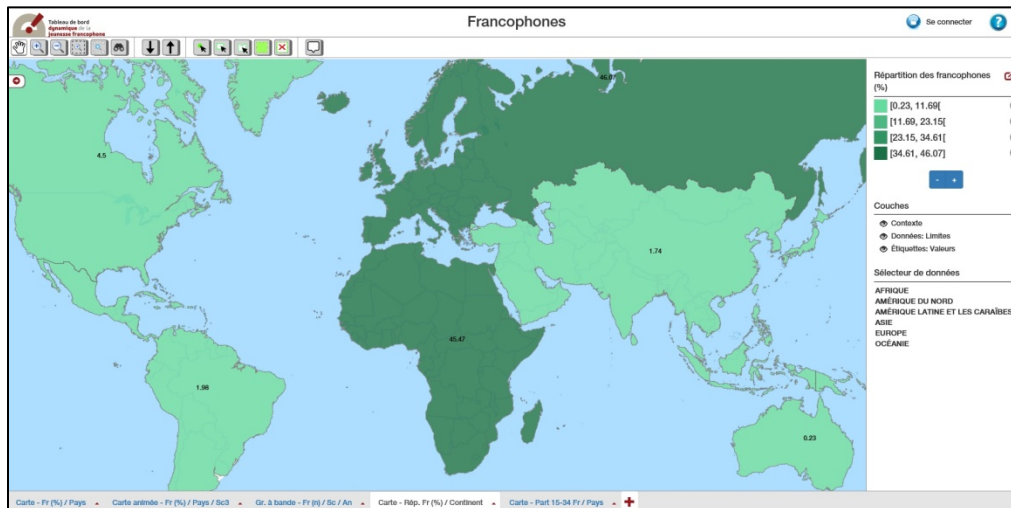 Tableau de bord
dynamique de la
jeunesse francophone
Francophones
Se connecter
?
46.07
4.5
1.74
45.47
1.98
0.23
Répartition des francophones
(%)
[0.23, 11.69[
[11.69, 23.15[
[23.15, 34.61[
[34.61, 46.07]
- +
Couches
Contexte
Données: Limites
Étiquettes: Valeurs
Sélecteur de données
AFRIQUE
AMÉRIQUE DU NORD
AMÉRIQUE LATINE ET LES CARAÏBES
ASIE
EUROPE
OCÉANIE
Carte - Fr (%) / Pays Carte animée - Fr (%) / Pays / Sc3 Gr. à bande - Fr (n) / Sc / An Carte - Rép. Fr (%) / Continent Carte - Part 15-34 Fr / Pays